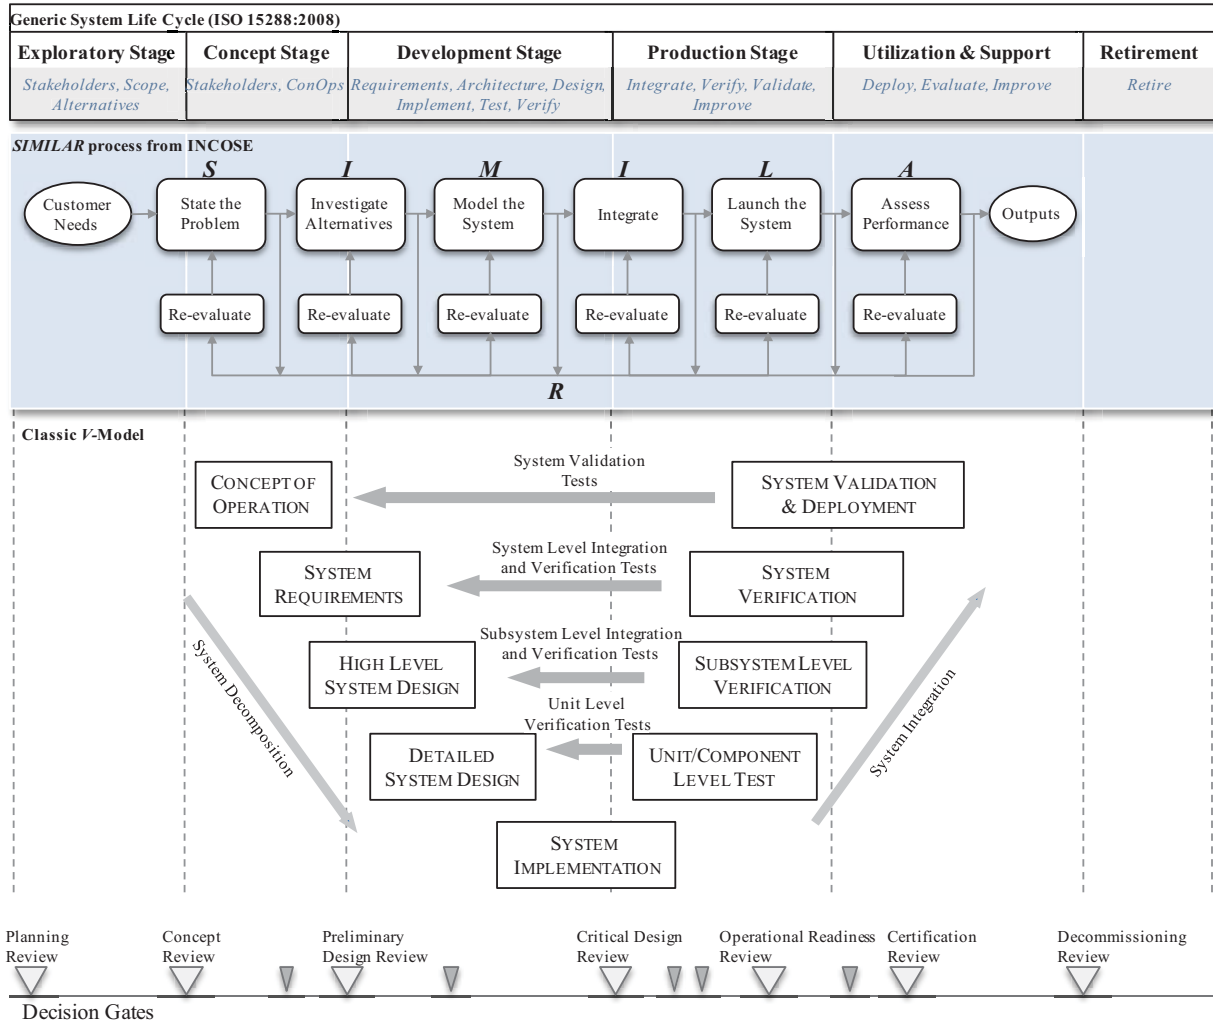 Generic System Life Cycle (ISO 15288:2008)
Exploratory Stage
Concept Stage
Development Stage
Production Stage
Utilization & Support
Retirement
Stakeholders, Scope,
Alternatives
Stakeholders, ConOps
Requirements, Architecture, Design,
Implement, Test, Verify
Integrate, Verify, Validate,
Improve
Deploy, Evaluate, Improve
Retire
SIMILAR process from INCOSE
S
I
M
I
L
A
Customer
Needs
State the
Problem
Investigate
Alternatives
Model the
System
Integrate
Launch the
System
Assess
Performance
Outputs
Re-evaluate
Re-evaluate
Re-evaluate
Re-evaluate
Re-evaluate
Re-evaluate
R
Classic V-Model
CONCEPT OF
OPERATION
System Validation
Tests
SYSTEM VALIDATION
& DEPLOYMENT
SYSTEM
REQUIREMENTS
System Level Integration
and Verification Tests
SYSTEM
VERIFICATION
System Decomposition
HIGH LEVEL
SYSTEM DESIGN
Subsystem Level Integration
and Verification Tests
SUBSYSTEM LEVEL
VERIFICATION
System Integration
DETAILED
SYSTEM DESIGN
Unit Level
Verification Tests
UNIT/COMPONENT
LEVEL TEST
SYSTEM
IMPLEMENTATION
Planning
Review
Concept
Review
Preliminary
Design Review
Critical Design
Review
Operational Readiness
Review
Certification
Review
Decommissioning
Review
Decision Gates